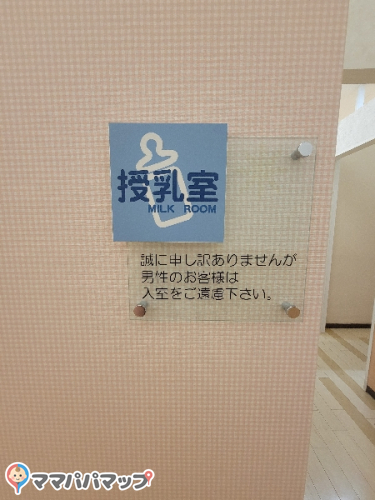 授乳室
MILK ROOM
誠に申し訳ありませんが
男性のお客様は
入室をご遠慮下さい。
ママパパマップ